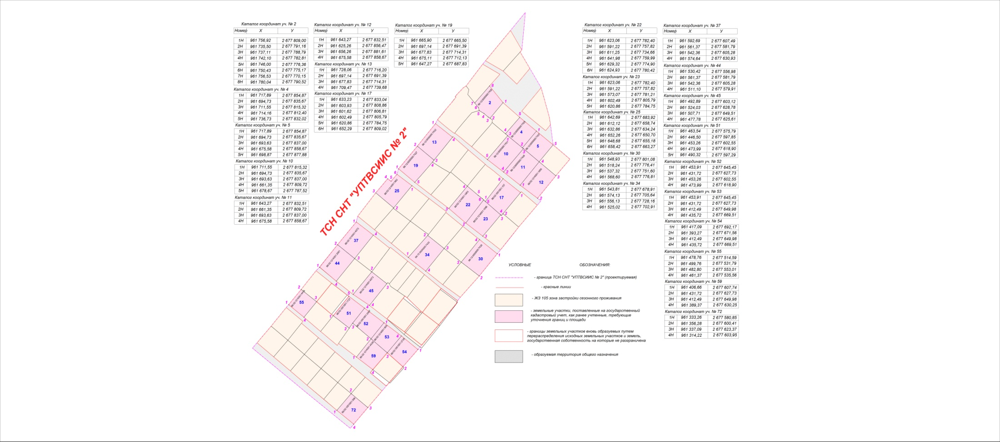 Каталог координат уч. № 2
Номер Х У
1Н 961 756,92 2 677 809,00
2Н 961 735,50 2 677 791,16
3Н 961 737,11 2 677 788,79
4Н 961 742,10 2 677 782,81
5Н 961 746,00 2 677 776,36
6Н 961 750,43 2 677 775,17
7Н 961 756,53 2 677 770,15
8Н 961 780,04 2 677 790,52
Каталог координат уч. № 4
1Н 961 717,89 2 677 854,87
2Н 961 694,73 2 677 835,67
3Н 961 711,55 2 677 815,32
4Н 961 714,16 2 677 812,40
5Н 961 736,73 2 677 832,02
Каталог координат уч. № 5
1Н 961 717,89 2 677 854,87
2Н 961 694,73 2 677 835,67
3Н 961 693,63 2 677 837,00
4Н 961 675,58 2 677 858,67
5Н 961 698,87 2 677 877,88
Каталог координат уч. № 10
1Н 961 711,55 2 677 815,32
2Н 961 694,73 2 677 835,67
3Н 961 693,63 2 677 837,00
4Н 961 661,35 2 677 809,72
5Н 961 678,67 2 677 787,52
Каталог координат уч. № 11
1Н 961 643,27 2 677 832,51
2Н 961 661,35 2 677 809,72
3Н 961 693,63 2 677 837,00
4Н 961 675,58 2 677 858,67
Каталог координат уч. № 12
Номер Х У
1Н 961 643,27 2 677 832,51
2Н 961 625,26 2 677 856,47
3Н 961 656,26 2 677 881,61
4Н 961 675,58 2 677 858,67
Каталог координат уч. № 13
1Н 961 728,06 2 677 716,20
2Н 961 697,14 2 677 691,39
3Н 961 677,83 2 677 714,31
4Н 961 709,47 2 677 739,68
Каталог координат уч. № 17
1Н 961 633,23 2 677 833,04
2Н 961 603,93 2 677 808,86
3Н 961 601,62 2 677 806,81
4Н 961 602,49 2 677 805,79
5Н 961 620,86 2 677 784,75
6Н 961 652,29 2 677 809,02
Каталог координат уч. № 19
Номер Х У
1Н 961 665,90 2 677 665,50
2Н 961 697,14 2 677 691,39
3Н 961 677,83 2 677 714,31
4Н 961 675,11 2 677 712,13
5Н 961 647,27 2 677 687,83
ТСН СНТ "УПТВСИИС № 2"
2
4
5
10
11
12
13
19
17
22
23
25
30
34
37
44
45
51
52
53
54
55
59
72
Каталог координат уч. № 22
Номер Х У
1Н 961 623,06 2 677 782,40
2Н 961 591,22 2 677 757,82
3Н 961 611,25 2 677 734,66
4Н 961 641,98 2 677 759,99
5Н 961 629,32 2 677 774,90
6Н 961 624,93 2 677 780,42
Каталог координат уч. № 23
1Н 961 623,06 2 677 782,40
2Н 961 591,22 2 677 757,82
3Н 961 573,07 2 677 781,21
4Н 961 602,49 2 677 805,79
5Н 961 620,86 2 677 784,75
Каталог координат уч. № 25
1Н 961 642,69 2 677 683,92
2Н 961 612,12 2 677 658,74
3Н 961 632,86 2 677 634,24
4Н 961 652,26 2 677 650,70
5Н 961 648,68 2 677 655,18
6Н 961 658,42 2 677 663,27
Каталог координат уч. № 30
1Н 961 548,93 2 677 801,08
2Н 961 518,24 2 677 776,41
3Н 961 537,32 2 677 751,60
4Н 961 568,60 2 677 776,81
Каталог координат уч. № 34
1Н 961 543,81 2 677 678,91
2Н 961 574,13 2 677 705,64
3Н 961 556,13 2 677 728,16
4Н 961 525,02 2 677 702,91
Каталог координат уч. № 37
Номер Х У
1Н 961 592,69 2 677 607,49
2Н 961 561,37 2 677 581,79
3Н 961 542,36 2 677 605,28
4Н 961 574,64 2 677 630,93
Каталог координат уч. № 44
1Н 961 530,42 2 677 556,98
2Н 961 561,37 2 677 581,79
3Н 961 542,36 2 677 605,28
4Н 961 511,10 2 677 579,91
Каталог координат уч. № 45
1Н 961 492,89 2 677 603,12
2Н 961 524,03 2 677 628,78
3Н 961 507,71 2 677 649,51
4Н 961 477,78 2 677 625,61
Каталог координат уч. № 51
1Н 961 463,54 2 677 575,79
2Н 961 446,50 2 677 597,85
3Н 961 453,26 2 677 602,55
4Н 961 473,99 2 677 618,90
5Н 961 490,32 2 677 597,29
Каталог координат уч. № 52
1Н 961 453,91 2 677 645,45
2Н 961 431,72 2 677 627,73
3Н 961 453,26 2 677 602,55
4Н 961 473,99 2 677 618,90
Каталог координат уч. № 53
1Н 961 453,91 2 677 645,45
2Н 961 431,72 2 677 627,73
3Н 961 412,49 2 677 649,98
4Н 961 435,72 2 677 669,51
Каталог координат уч. № 54
1Н 961 417,09 2 677 692,17
2Н 961 393,27 2 677 671,56
3Н 961 412,49 2 677 649,98
4Н 961 435,72 2 677 669,51
Каталог координат уч. № 55
1Н 961 478,76 2 677 514,59
2Н 961 499,76 2 677 531,79
3Н 961 482,80 2 677 553,01
4Н 961 461,37 2 677 535,56
Каталог координат уч. № 59
1Н 961 406,66 2 677 607,74
2Н 961 431,72 2 677 627,73
3Н 961 412,49 2 677 649,98
4Н 961 389,37 2 677 630,25
Каталог координат уч. № 72
1Н 961 333,26 2 677 580,85
2Н 961 356,28 2 677 600,41
3Н 961 337,09 2 677 623,37
4Н 961 314,22 2 677 603,95
УСЛОВНЫЕ ОБОЗНАЧЕНИЯ:
- граница ТСН СНТ "УПТВСИИС № 2" (проектируемая)
- красные линии
- ЖЗ 105 зона застройки сезонного проживания
- земельные участки, поставленные на государственный
кадастровый учет, как ранее учтенные, требующие
уточнения границ и площади
- границы земельных участков вновь образуемых путем
перераспределения исходных земельных участков и земель,
государственная собственность на которые не разграничена
- образуемая территория общего назначения